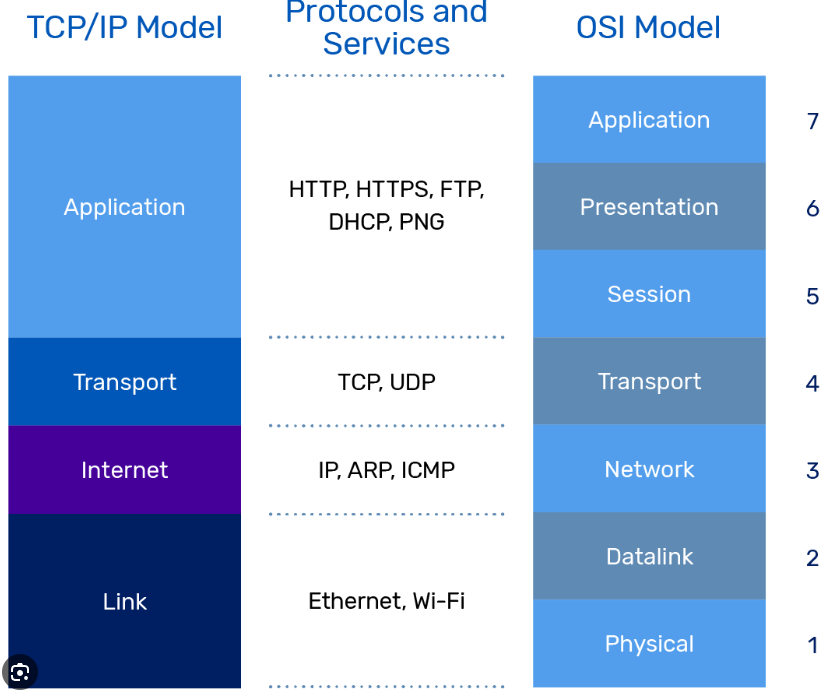 TCP/IP Model
Protocols and
Services
OSI Model
Application
HTTP, HTTPS, FTP,
DHCP, PNG
Application 7
Presentation 6
Session 5
Transport
TCP, UDP
Transport 4
Internet
IP, ARP, ICMP
Network 3
Link
Ethernet, Wi-Fi
Datalink 2
Physical 1